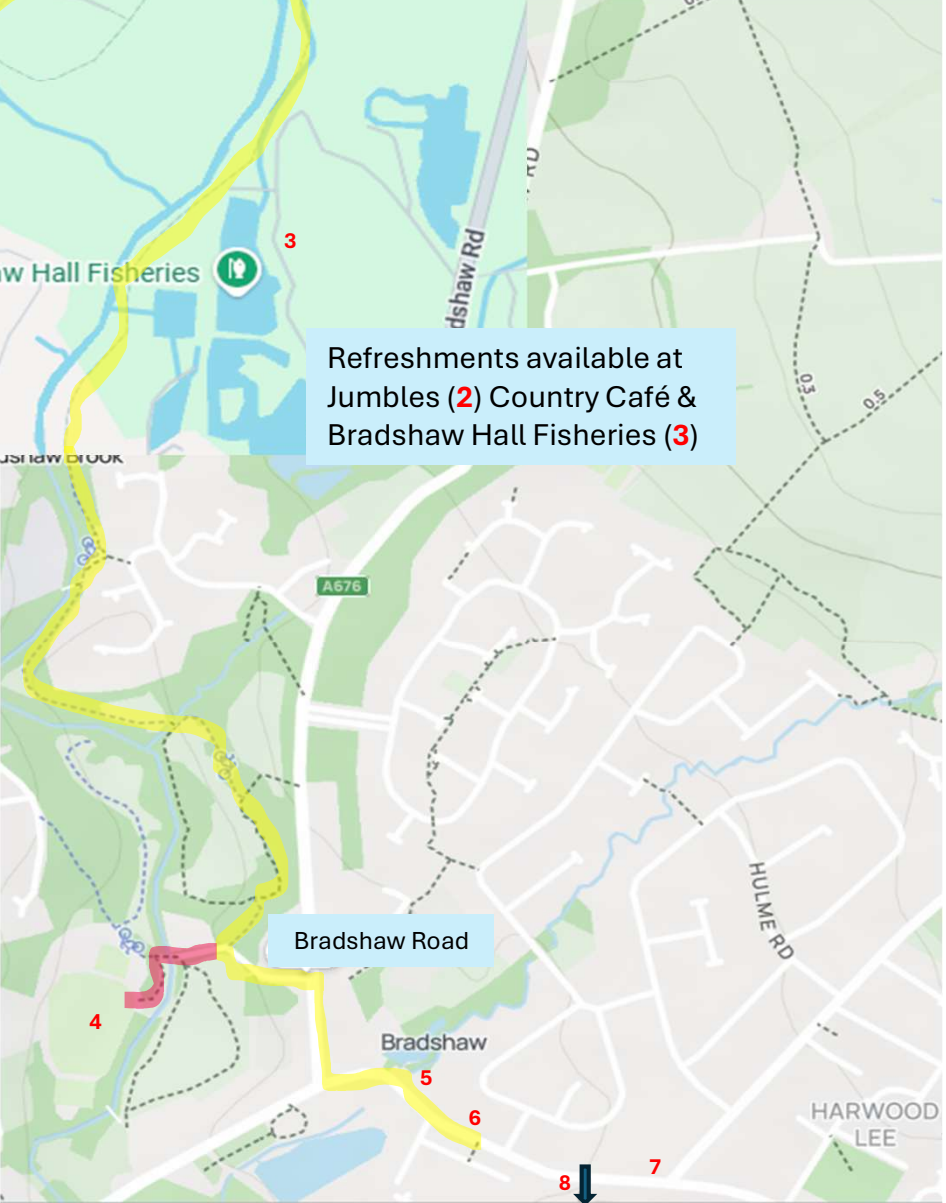 RD
3
aw Hall Fisheries
dshaw Rd
Refreshments available at
Jumbles (2) Country Café &
Bradshaw Hall Fisheries (3)
0.3
0.5
dshaw Brook
A676
HULME RD
Bradshaw Road
4
Bradshaw
5
6
HARWOOD
LEE
7
8